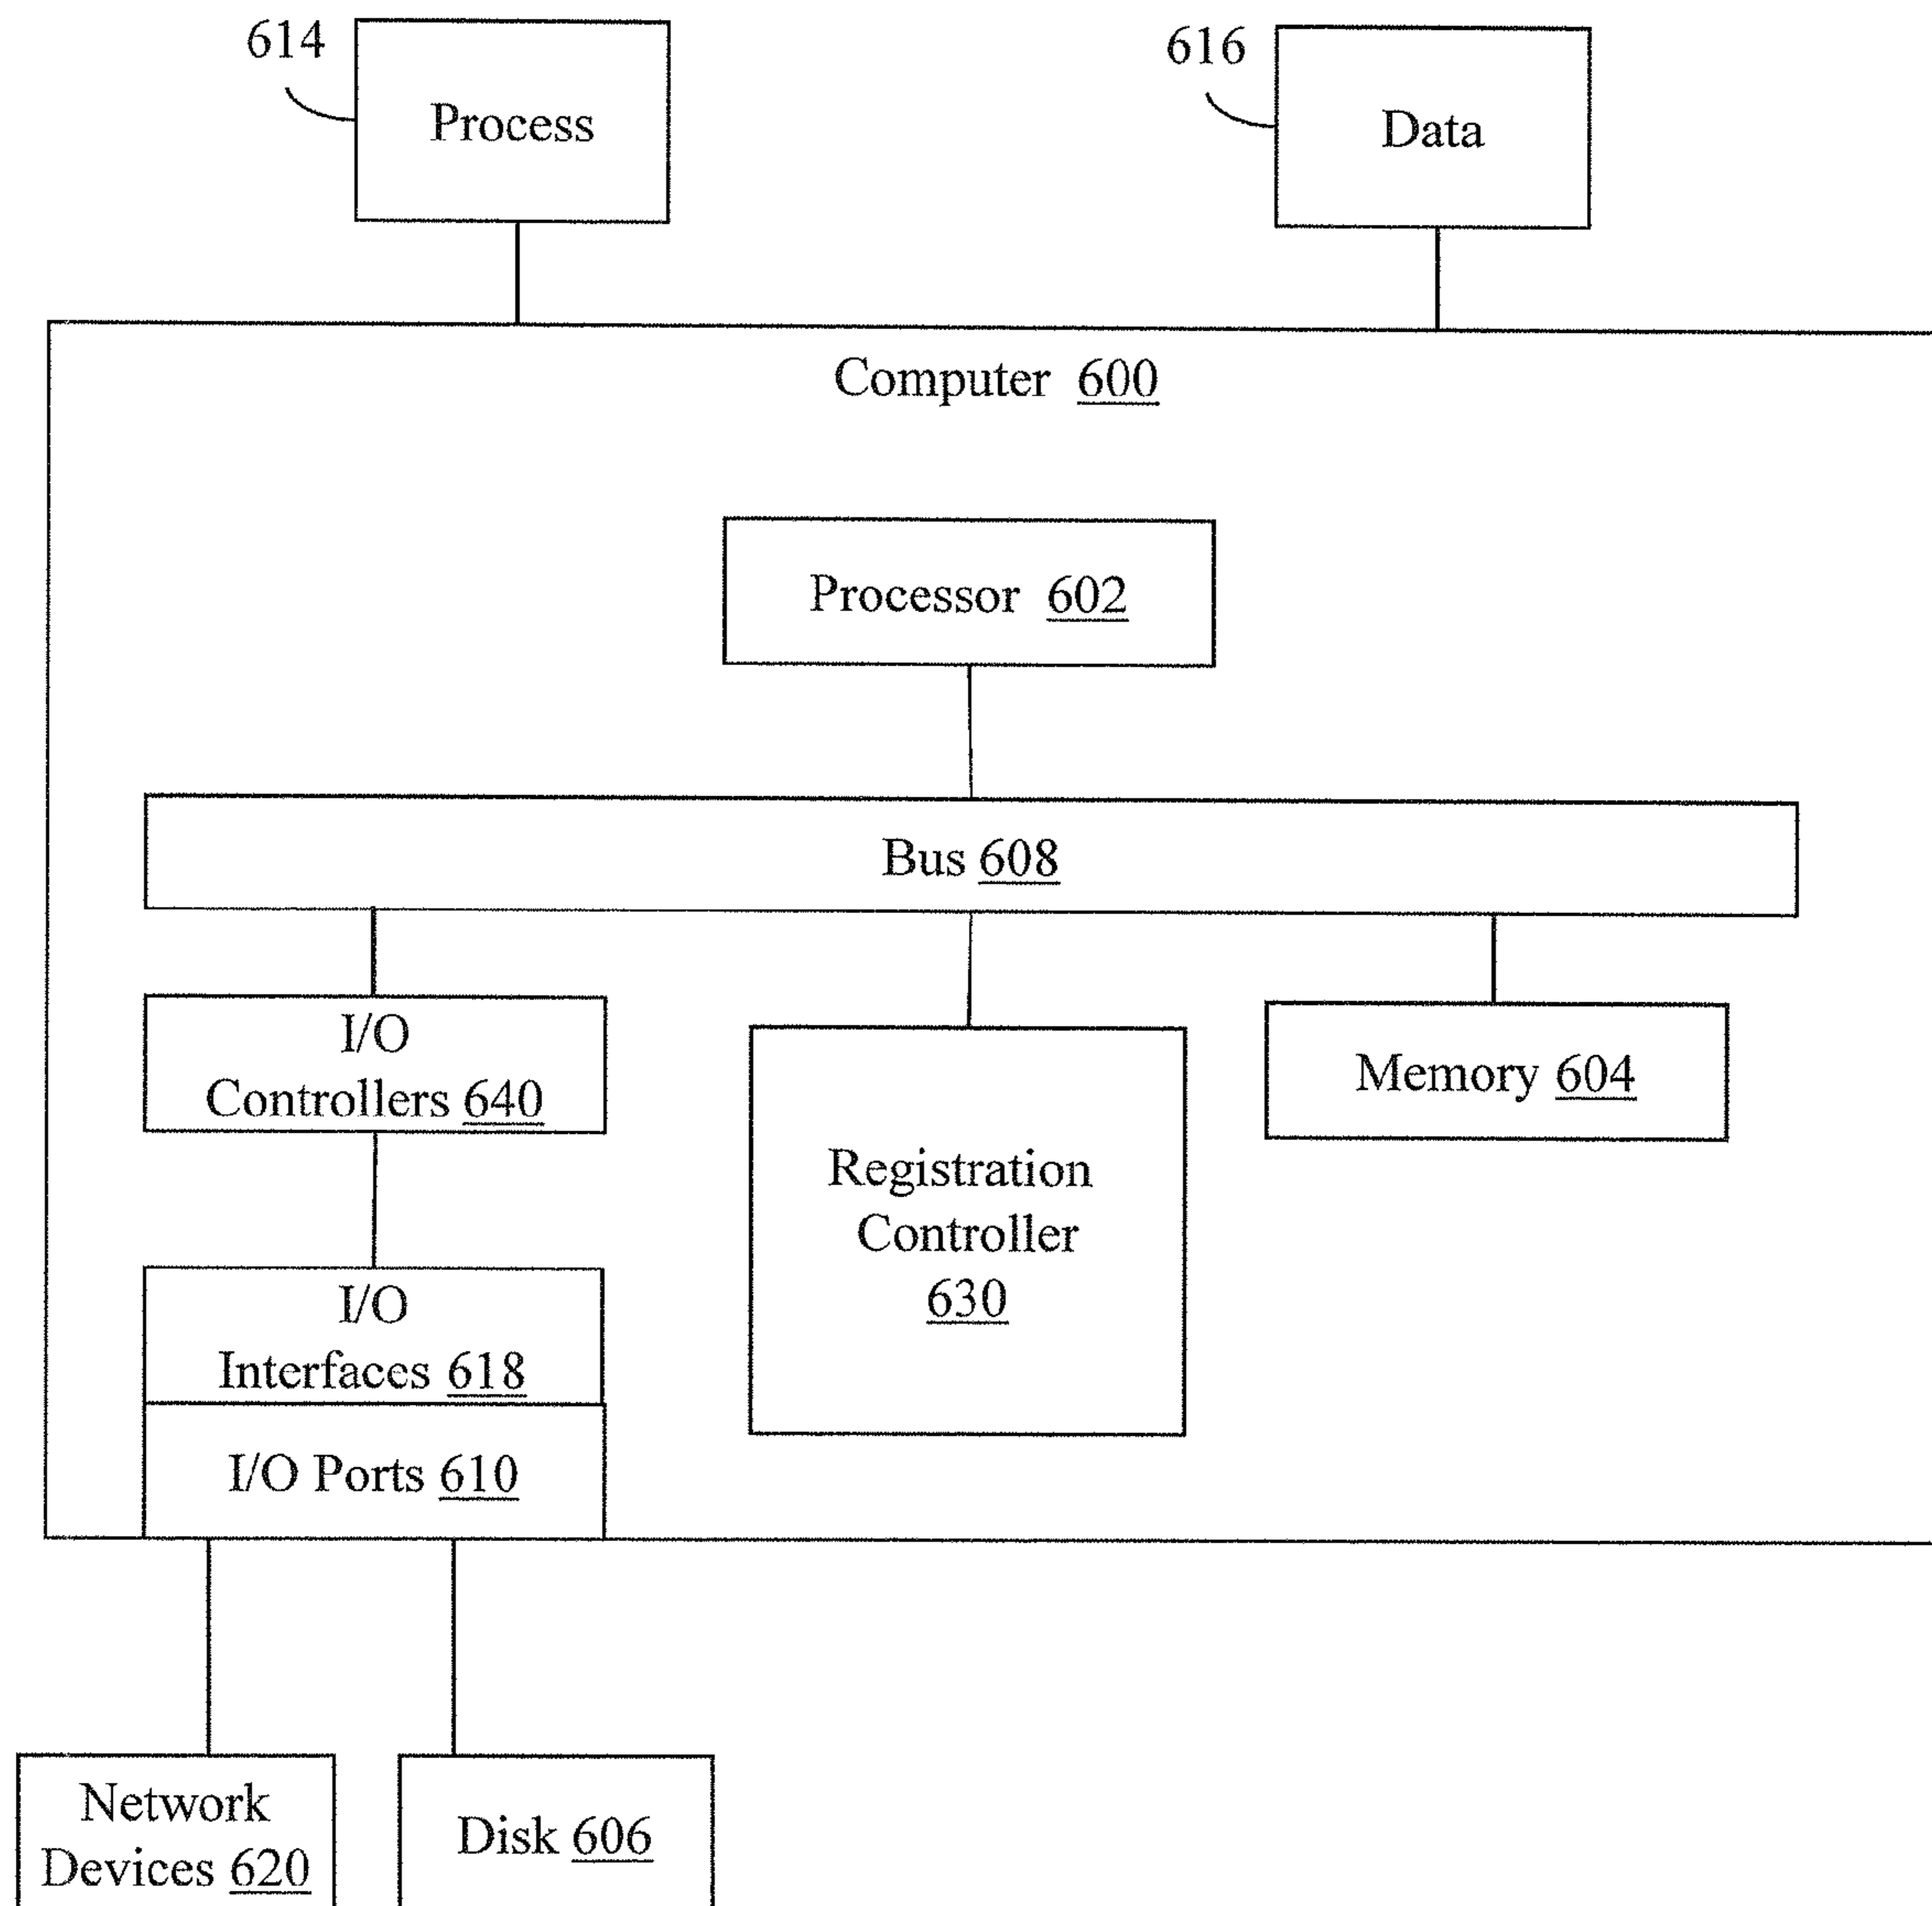 614
Process
616
Data
Computer 600
Processor 602
Bus 608
I/O
Controllers 640
Registration
Controller
630
Memory 604
I/O
Interfaces 618
I/O Ports 610
Network
Devices 620
Disk 606